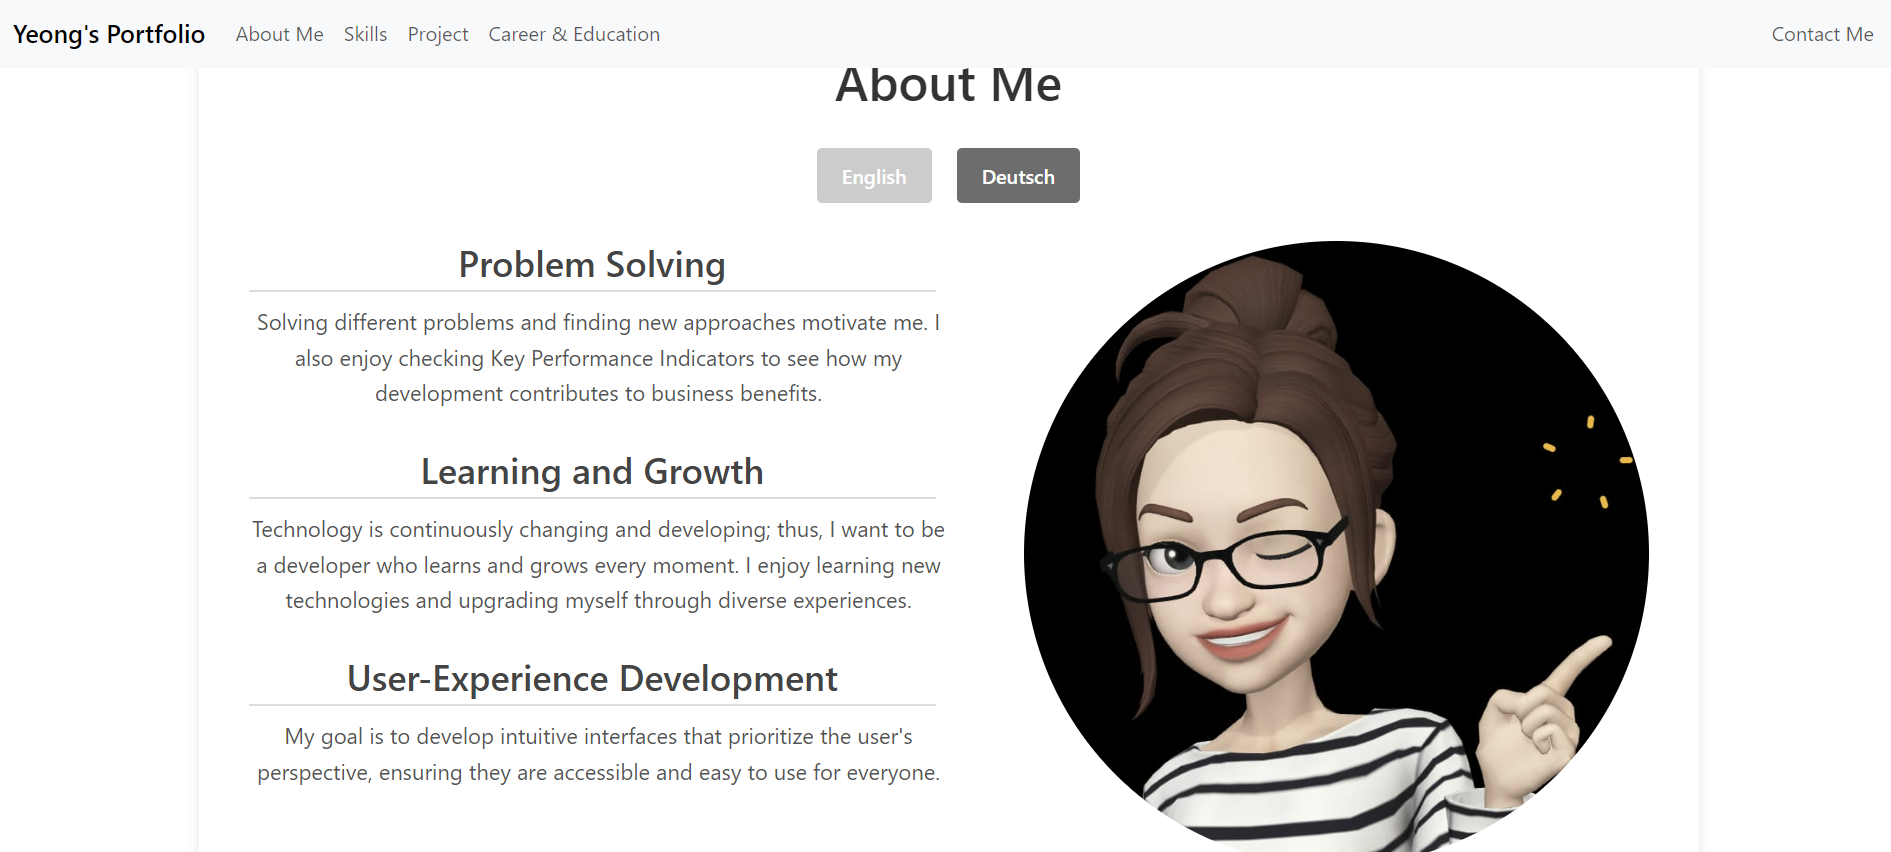 Yeong's Portfolio About Me Skills Project Career & Education Contact Me
About Me
English Deutsch
Problem Solving
Solving different problems and finding new approaches motivate me. I
also enjoy checking Key Performance Indicators to see how my
development contributes to business benefits.
Learning and Growth
Technology is continuously changing and developing; thus, I want to be
a developer who learns and grows every moment. I enjoy learning new
technologies and upgrading myself through diverse experiences.
User-Experience Development
My goal is to develop intuitive interfaces that prioritize the user's
perspective, ensuring they are accessible and easy to use for everyone.